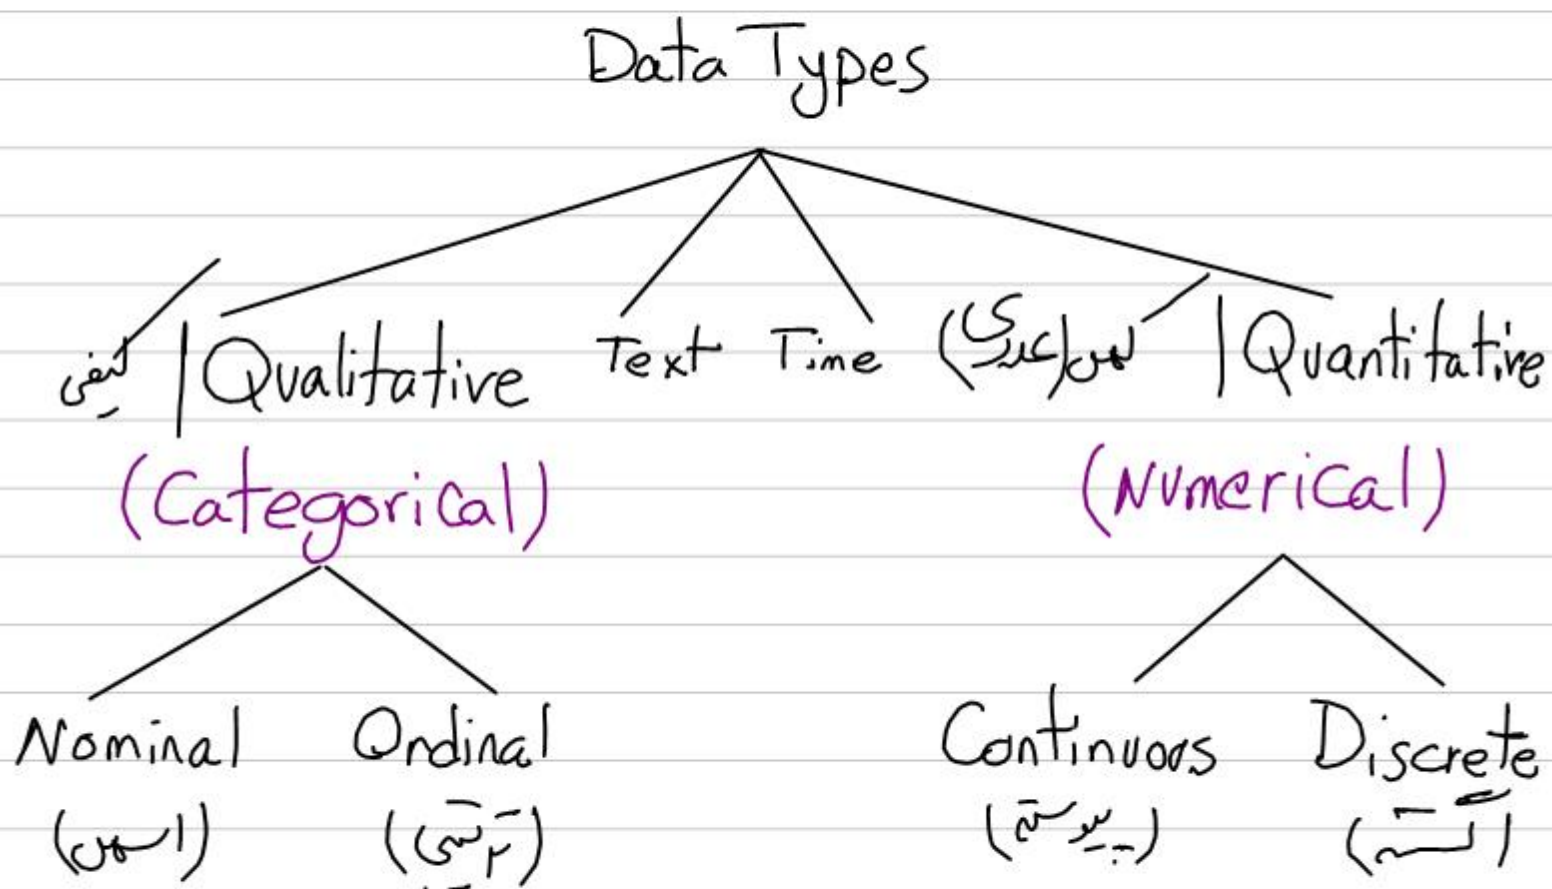 Data Types
کیفی | Qualitative Text Time کمی (عددی) | Quantitative
(Categorical) (Numerical)
Nominal Ordinal Continuous Discrete
(اسمی) (ترتیبی) (پیوسته) (گسسته)